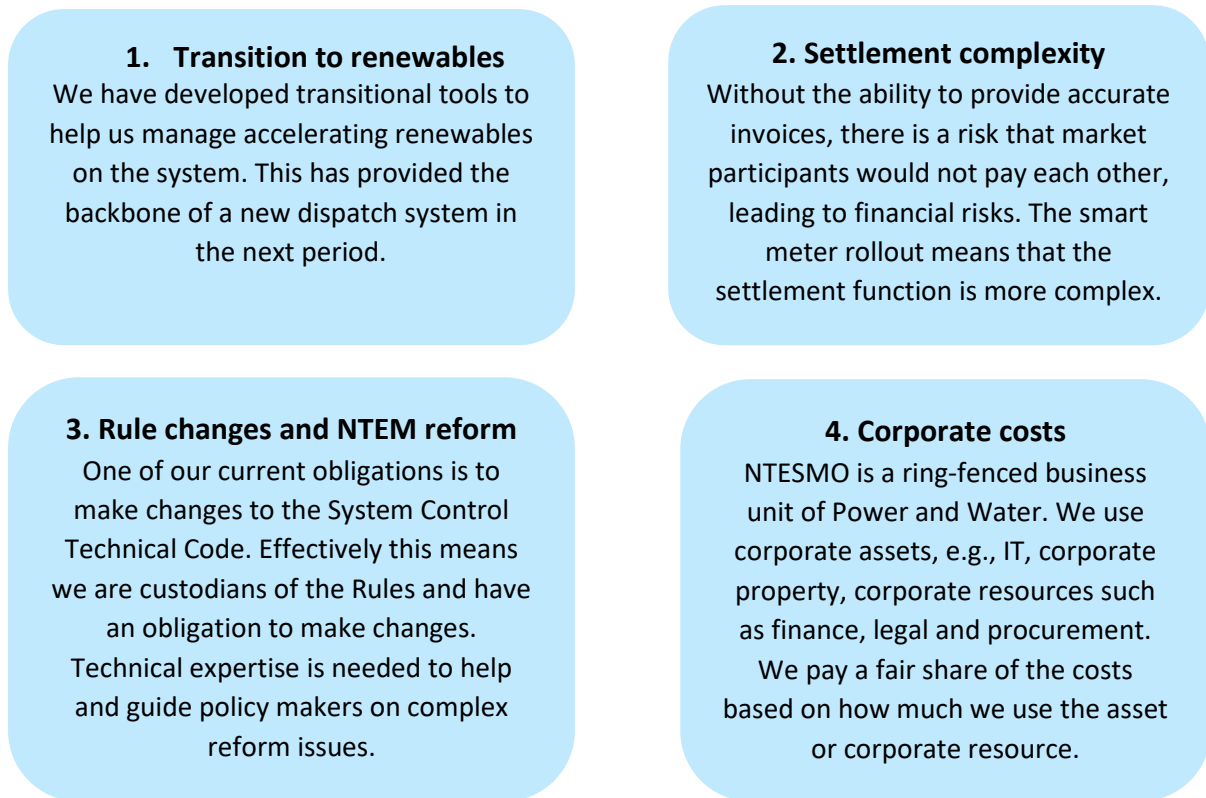 1. Transition to renewables
We have developed transitional tools to
help us manage accelerating renewables
on the system. This has provided the
backbone of a new dispatch system in
the next period.
2. Settlement complexity
Without the ability to provide accurate
invoices, there is a risk that market
participants would not pay each other,
leading to financial risks. The smart
meter rollout means that the
settlement function is more complex.
3. Rule changes and NTEM reform
One of our current obligations is to
make changes to the System Control
Technical Code. Effectively this means
we are custodians of the Rules and have
an obligation to make changes.
Technical expertise is needed to help
and guide policy makers on complex
reform issues.
4. Corporate costs
NTESMO is a ring-fenced business
unit of Power and Water. We use
corporate assets, e.g., IT, corporate
property, corporate resources such
as finance, legal and procurement.
We pay a fair share of the costs
based on how much we use the asset
or corporate resource.